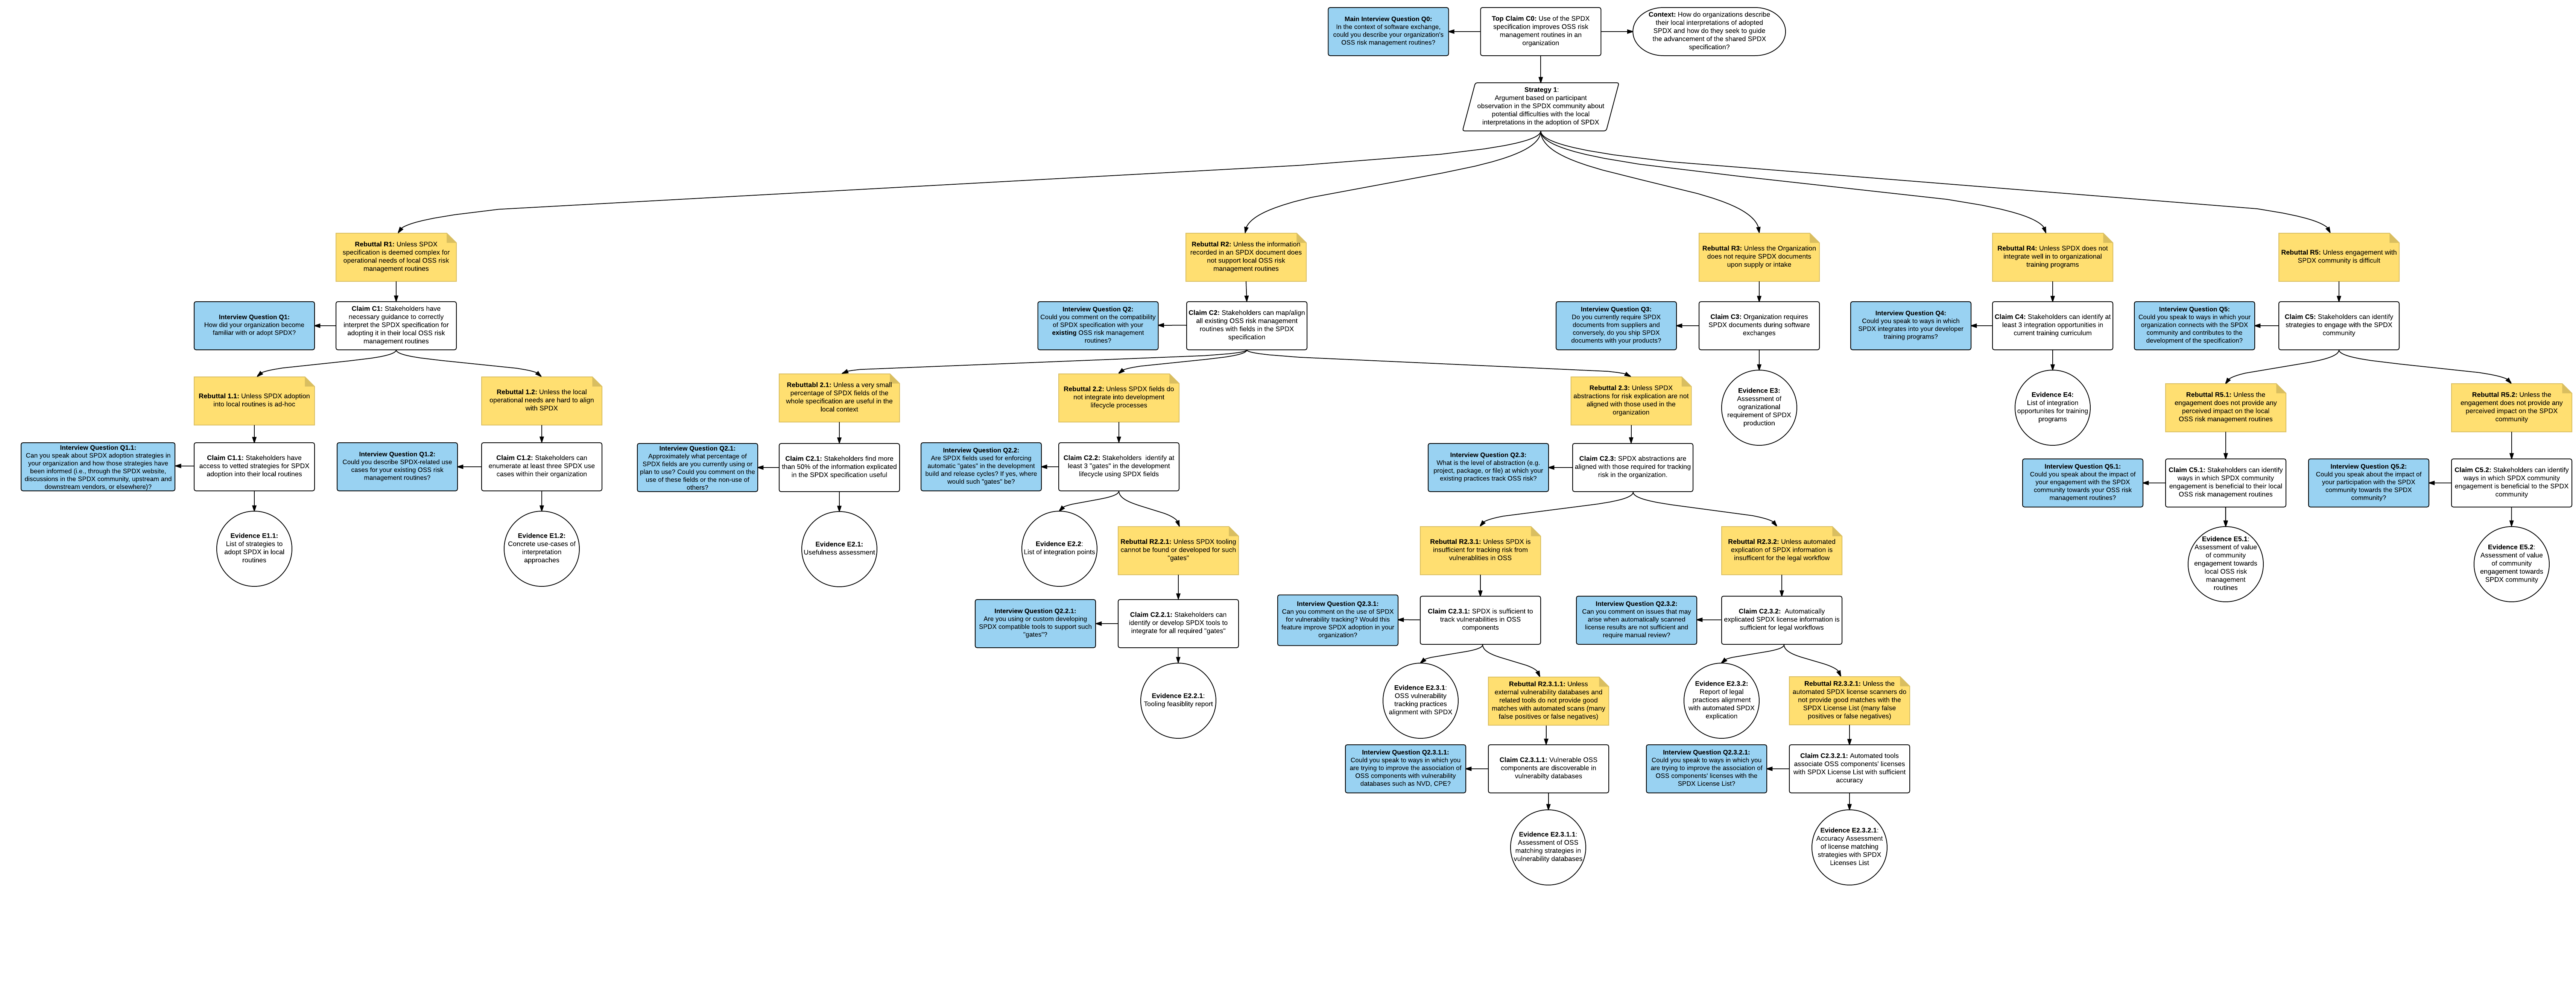 Main Interview Question Q0:
In the context of software exchange,
could you describe your organization's
OSS risk management routines?
Top Claim C0: Use of the SPDX
specification improves OSS risk
management routines in an
organization
Context: How do organizations describe
their local interpretations of adopted
SPDX and how do they seek to guide
the advancement of the shared SPDX
specification?
Strategy 1:
Argument based on participant
observation in the SPDX community about
potential difficulties with the local
interpretations in the adoption of SPDX
Rebuttal R1: Unless SPDX
specification is deemed complex for
operational needs of local OSS risk
management routines
Rebuttal R2: Unless the information
recorded in an SPDX document does
not support local OSS risk
management routines
Rebuttal R3: Unless the Organization
does not require SPDX documents
upon supply or intake
Rebuttal R4: Unless SPDX does not
integrate well in to organizational
training programs
Rebuttal R5: Unless engagement with
SPDX community is difficult
Interview Question Q1:
How did your organization become
familiar with or adopt SPDX?
Claim C1: Stakeholders have
necessary guidance to correctly
interpret the SPDX specification for
adopting it in their local OSS risk
management routines
Interview Question Q2:
Could you comment on the compatibility
of SPDX specification with your
existing OSS risk management
routines?
Claim C2: Stakeholders can map/align
all existing OSS risk management
routines with fields in the SPDX
specification
Interview Question Q3:
Do you currently require SPDX
documents from suppliers and
conversely, do you ship SPDX
documents with your products?
Claim C3: Organization requires
SPDX documents during software
exchanges
Interview Question Q4:
Could you speak to ways in which
SPDX integrates into your developer
training programs?
Claim C4: Stakeholders can identify at
least 3 integration opportunities in
current training curriculum
Interview Question Q5:
Could you speak to ways in which your
organization connects with the SPDX
community and contributes to the
development of the specification?
Claim C5: Stakeholders can identify
strategies to engage with the SPDX
community
Rebuttal 1.1: Unless SPDX adoption
into local routines is ad-hoc
Rebuttal 1.2: Unless the local
operational needs are hard to align
with SPDX
Rebuttabl 2.1: Unless a very small
percentage of SPDX fields of the
whole specification are useful in the
local context
Rebuttal 2.2: Unless SPDX fields do
not integrate into development
lifecycle processes
Rebuttal 2.3: Unless SPDX
abstractions for risk explication are not
aligned with those used in the
organization
Evidence E3:
Assessment of
ogranizational
requirement of SPDX
production
Evidence E4:
List of integration
opportunites for training
programs
Rebuttal R5.1: Unless the
engagement does not provide any
perceived impact on the local
OSS risk management routines
Rebuttal R5.2: Unless the
engagement does not provide any
perceived impact on the SPDX
community
Interview Question Q1.1:
Can you speak about SPDX adoption strategies in
your organization and how those strategies have
been informed (i.e., through the SPDX website,
discussions in the SPDX community, upstream and
downstream vendors, or elsewhere)?
Claim C1.1: Stakeholders have
access to vetted strategies for SPDX
adoption into their local routines
Interview Question Q1.2:
Could you describe SPDX-related use
cases for your existing OSS risk
management routines?
Claim C1.2: Stakeholders can
enumerate at least three SPDX use
cases within their organization
Interview Question Q2.1:
Approximately what percentage of
SPDX fields are you currently using or
plan to use? Could you comment on the
use of these fields or the non-use of
others?
Claim C2.1: Stakeholders find more
than 50% of the information explicated
in the SPDX specification useful
Interview Question Q2.2:
Are SPDX fields used for enforcing
automatic "gates" in the development
build and release cycles? If yes, where
would such "gates" be?
Claim C2.2: Stakeholders identify at
least 3 "gates" in the development
lifecycle using SPDX fields
Interview Question Q2.3:
What is the level of abstraction (e.g.
project, package, or file) at which your
existing practices track OSS risk?
Claim C2.3: SPDX abstractions are
aligned with those required for tracking
risk in the organization.
Interview Question Q5.1:
Could you speak about the impact of
your engagement with the SPDX
community towards your OSS risk
management routines?
Claim C5.1: Stakeholders can identify
ways in which SPDX community
engagement is beneficial to their local
OSS risk management routines
Interview Question Q5.2:
Could you speak about the impact of
your participation with the SPDX
community towards the SPDX
community?
Claim C5.2: Stakeholders can identify
ways in which SPDX community
engagement is beneficial to the SPDX
community
Evidence E1.1:
List of strategies to
adopt SPDX in local
routines
Evidence E1.2:
Concrete use-cases of
interpretation
approaches
Evidence E2.1:
Usefulness assessment
Evidence E2.2:
List of integration points
Rebuttal R2.2.1: Unless SPDX tooling
cannot be found or developed for such
"gates"
Rebuttal R2.3.1: Unless SPDX is
insufficient for tracking risk from
vulnerablities in OSS
Rebuttal R2.3.2: Unless automated
explication of SPDX information is
insufficient for the legal workflow
Evidence E5.1:
Assessment of value
of community
engagement towards
local OSS risk
management
routines
Evidence E5.2:
Assessment of value
of community
engagement towards
SPDX community
Interview Question Q2.2.1:
Are you using or custom developing
SPDX compatible tools to support such
"gates"?
Claim C2.2.1: Stakeholders can
identify or develop SPDX tools to
integrate for all required "gates"
Interview Question Q2.3.1:
Can you comment on the use of SPDX
for vulnerability tracking? Would this
feature improve SPDX adoption in your
organization?
Claim C2.3.1: SPDX is sufficient to
track vulnerabilities in OSS
components
Interview Question Q2.3.2:
Can you comment on issues that may
arise when automatically scanned
license results are not sufficient and
require manual review?
Claim C2.3.2: Automatically
explicated SPDX license information is
sufficient for legal workflows
Evidence E2.2.1:
Tooling feasiblity report
Evidence E2.3.1:
OSS vulnerability
tracking practices
alignment with SPDX
Rebuttal R2.3.1.1: Unless
external vulnerability databases and
related tools do not provide good
matches with automated scans (many
false positives or false negatives)
Evidence E2.3.2:
Report of legal
practices alignment
with automated SPDX
explication
Rebuttal R2.3.2.1: Unless the
automated SPDX license scanners do
not provide good matches with the
SPDX License List (many false
positives or false negatives)
Interview Question Q2.3.1.1:
Could you speak to ways in which you
are trying to improve the association of
OSS components with vulnerability
databases such as NVD, CPE?
Claim C2.3.1.1: Vulnerable OSS
components are discoverable in
vulnerabilty databases
Interview Question Q2.3.2.1:
Could you speak to ways in which you
are trying to improve the association of
OSS components' licenses with the
SPDX License List?
Claim C2.3.2.1: Automated tools
associate OSS components' licenses
with SPDX License List with sufficient
accuracy
Evidence E2.3.1.1:
Assessment of OSS
matching strategies in
vulnerability databases
Evidence E2.3.2.1:
Accuracy Assessment
of license matching
strategies with SPDX
Licenses List